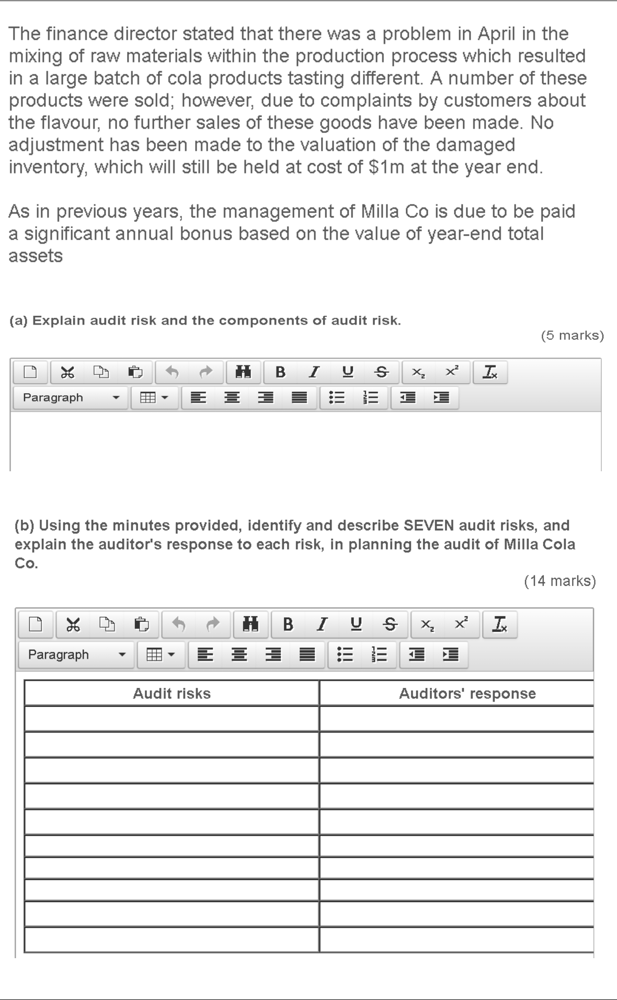 The finance director stated that there was a problem in April in the
mixing of raw materials within the production process which resulted
in a large batch of cola products tasting different. A number of these
products were sold; however, due to complaints by customers about
the flavour, no further sales of these goods have been made. No
adjustment has been made to the valuation of the damaged
inventory, which will still be held at cost of $1m at the year end.
As in previous years, the management of Milla Co is due to be paid
a significant annual bonus based on the value of year-end total
assets
(a) Explain audit risk and the components of audit risk.
(5 marks)
B I U S x₂ x² Tx
Paragraph
(b) Using the minutes provided, identify and describe SEVEN audit risks, and
explain the auditor's response to each risk, in planning the audit of Milla Cola
Co.
(14 marks)
B I U S x₂ x² Tx
Paragraph
Audit risks Auditors' response